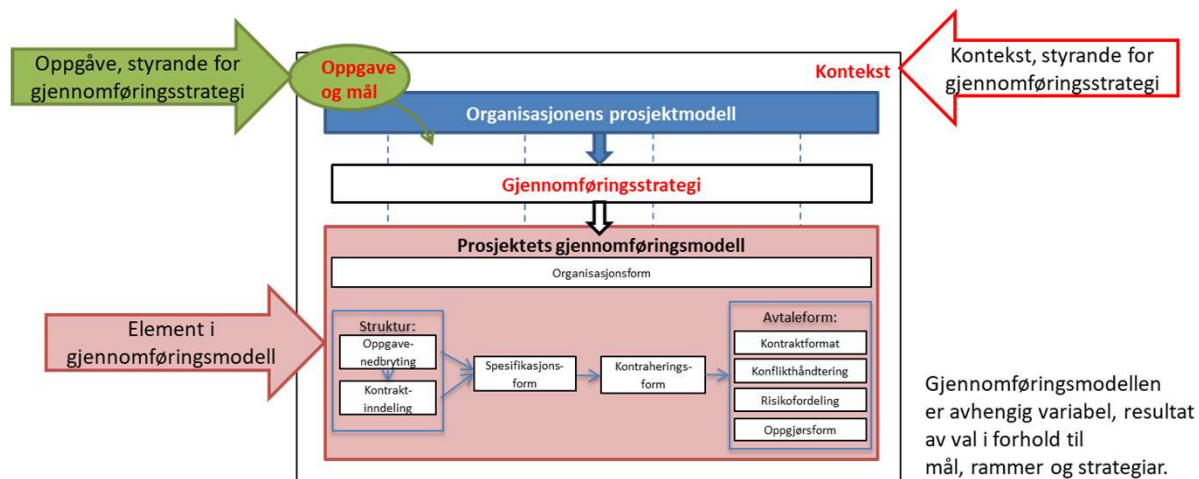 Oppgåve, styrande for
gjennomføringsstrategi
Oppgave
og mål
Kontekst
Kontekst, styrande for
gjennomføringsstrategi
Organisasjonens prosjektmodell
Gjennomføringsstrategi
Prosjektets gjennomføringsmodell
Organisasjonsform
Element i
gjennomføringsmodell
Struktur:
Oppgave-
nedbryting
Kontrakt-
inndeling
Spesifikasjons-
form
Kontraherings-
form
Avtaleform:
Kontraktformat
Konflikthåndtering
Risikofordeling
Oppgjørsform
Gjennomføringsmodellen
er avhengig variabel, resultat
av val i forhold til
mål, rammer og strategiar.